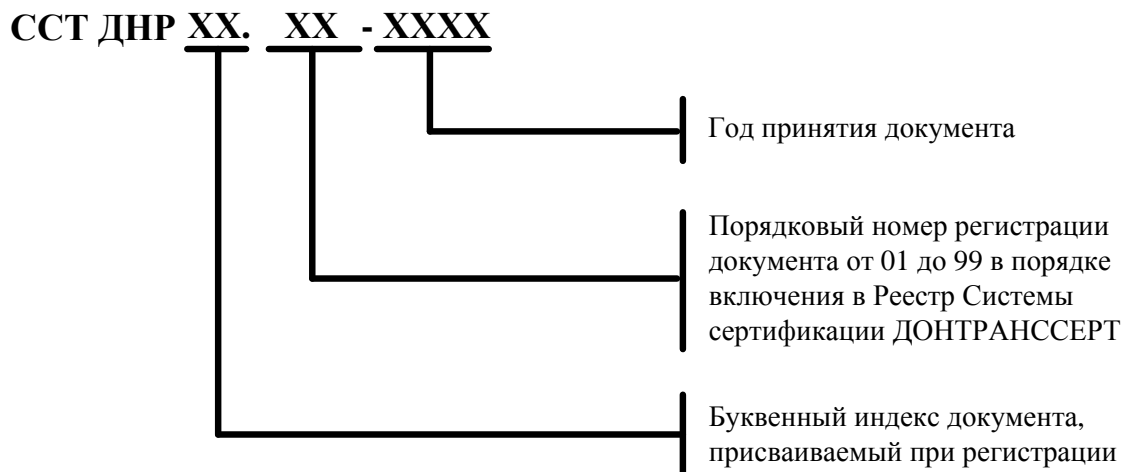 ССТ ДНР XX. XX - XXXX
Год принятия документа
Порядковый номер регистрации
документа от 01 до 99 в порядке
включения в Реестр Системы
сертификации ДОНТРАНССЕРТ
Буквенный индекс документа,
присваиваемый при регистрации